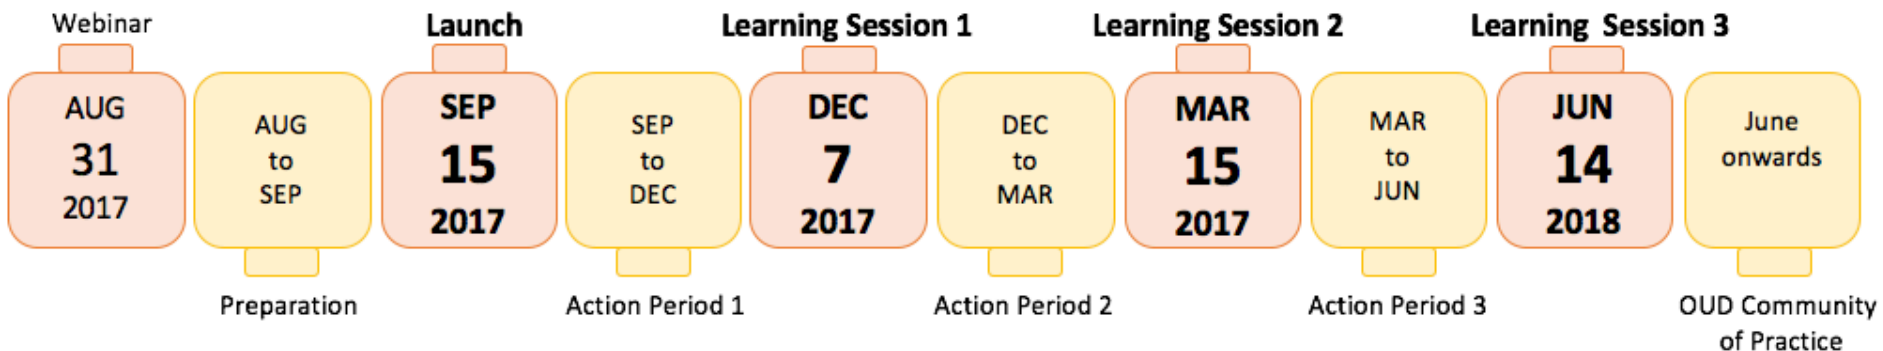 Webinar
AUG
31
2017
AUG
to
SEP
Preparation
Launch
SEP
15
2017
SEP
to
DEC
Action Period 1
Learning Session 1
DEC
7
2017
DEC
to
MAR
Action Period 2
Learning Session 2
MAR
15
2017
MAR
to
JUN
Action Period 3
Learning Session 3
JUN
14
2018
June
onwards
OUD Community
of Practice